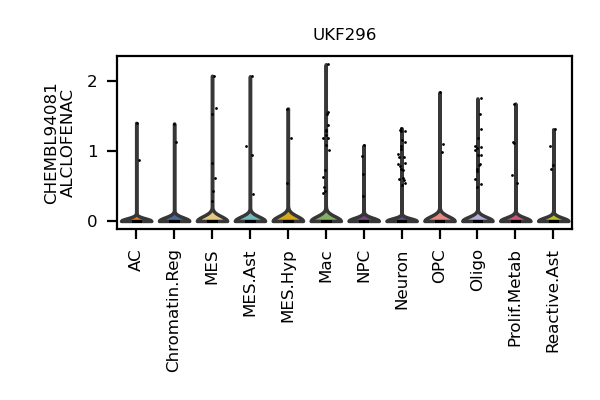 UKF296
CHEMBL94081
ALCLOFENAC
2
1
0
AC
Chromatin.Reg
MES
MES.Ast
MES.Hyp
Mac
NPC
Neuron
OPC
Oligo
Prolif.Metab
Reactive.Ast